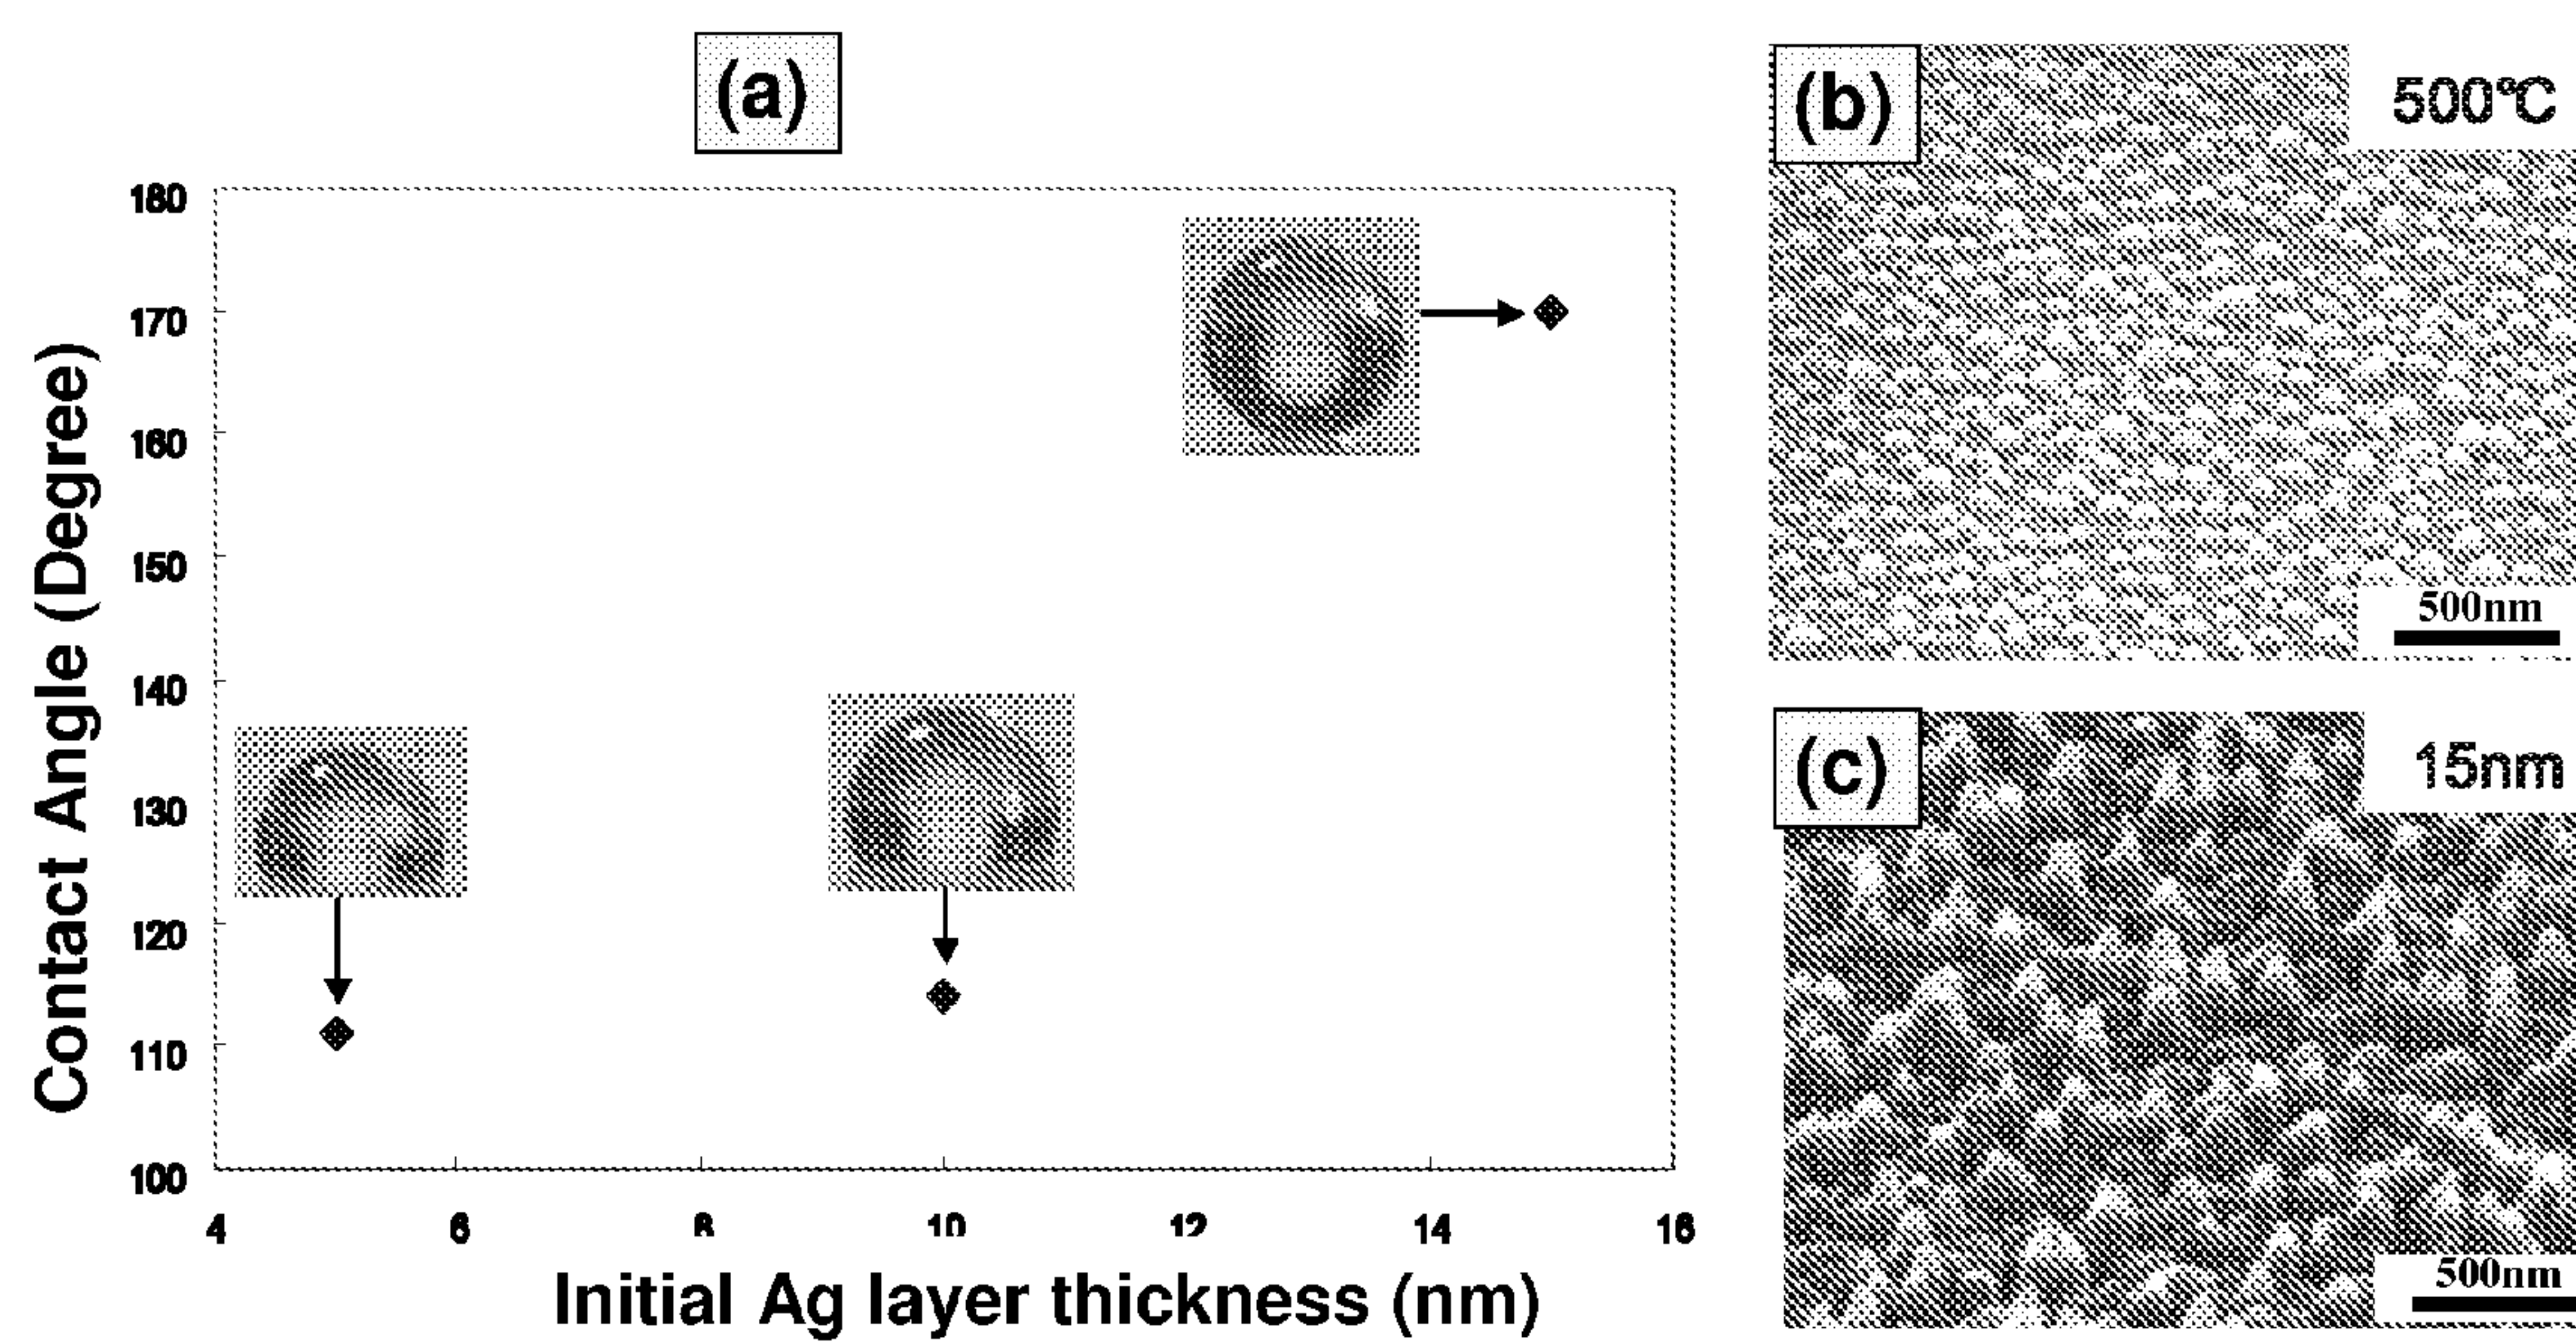 (a)
180
170
160
150
140
130
120
110
100
Contact Angle (Degree)
4 6 8 10 12 14 16
Initial Ag layer thickness (nm)
(b)
500°C
500nm
(c)
15nm
500nm